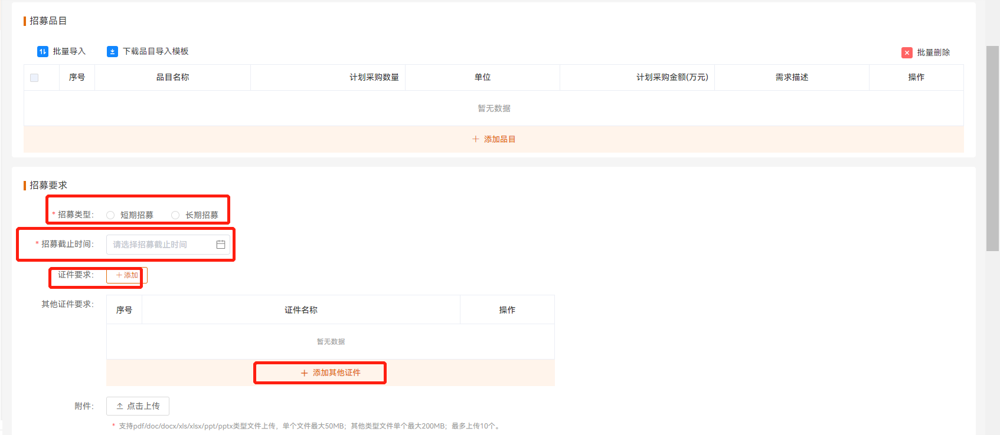 招募品目
批量导入 下载品目导入模板 批量删除
序号 品目名称 计划采购数量 单位 计划采购金额(万元) 需求描述 操作
暂无数据
添加品目
招募要求
* 招募类型： 短期招募 长期招募
* 招募截止时间： 请选择招募截止时间
证件要求： 添加
其他证件要求： 序号 证件名称 操作
暂无数据
添加其他证件
附件： 点击上传
* 支持pdf/doc/docx/xls/xlsx/ppt/pptx类型文件上传，单个文件最大50MB；其他类型文件单个最大200MB；最多上传10个。